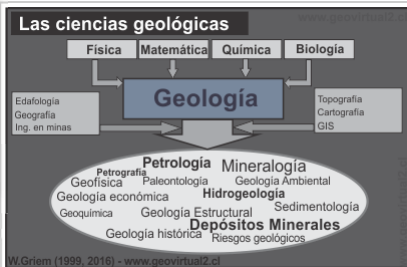 www.geovirtual2.cl
Las ciencias geológicas
Física
Matemática
Química
Biología
Geología
Edafología
Geografía
Ing. en minas
Topografía
Cartografía
GIS
Petrología
Mineralogía
Petrografía
Geofísica
Paleontología
Geología Ambiental
Geología económica
Hidrogeología
Geoquímica
Geología Estructural
Sedimentología
Depósitos Minerales
Geología histórica
Riesgos geológicos
W.Griem (1999, 2016) - www.geovirtual2.cl